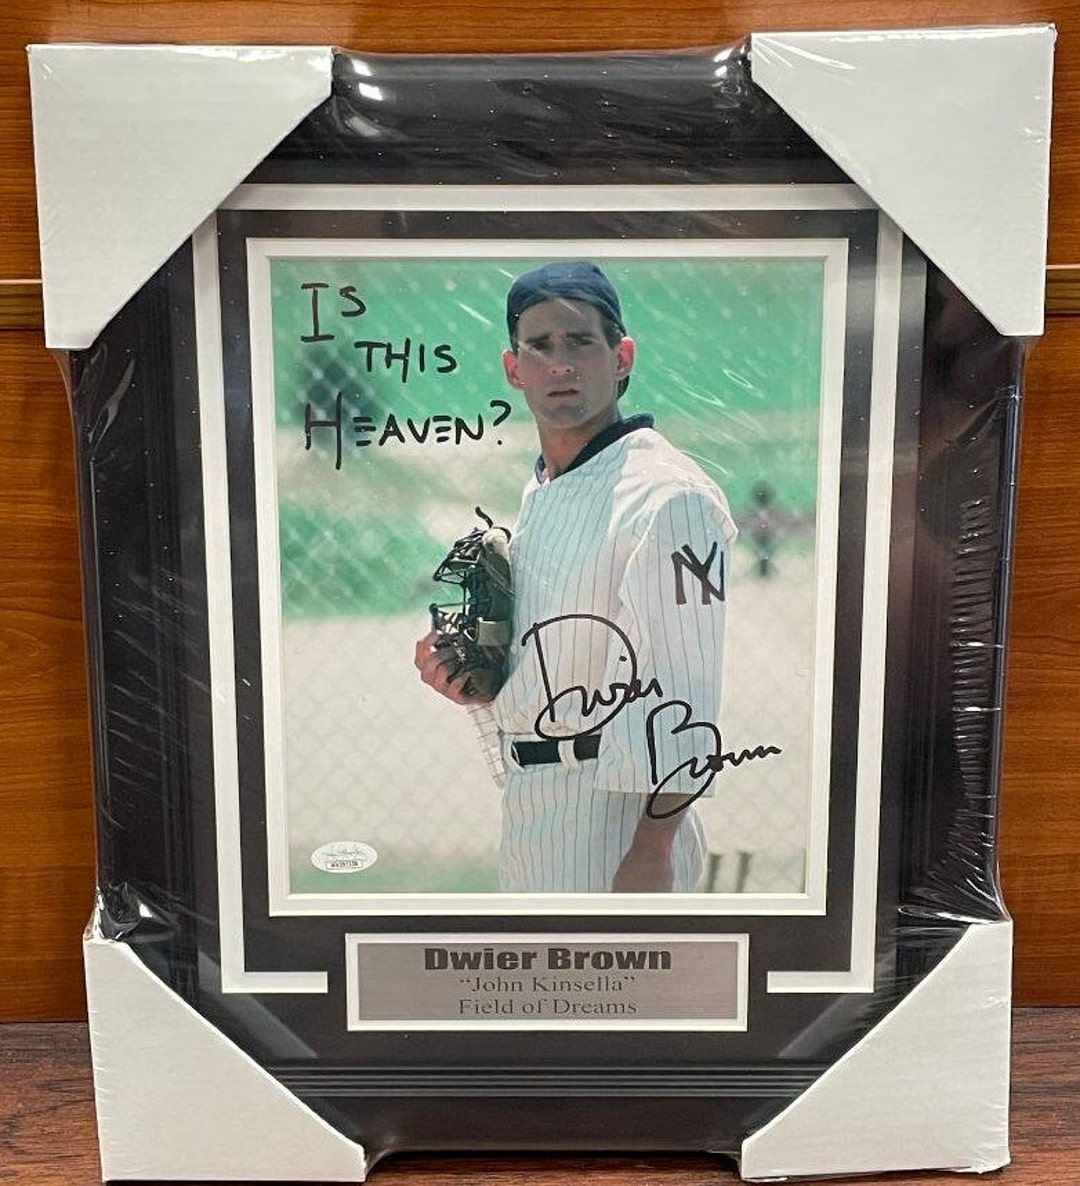 Is
THIS
HEAVEN?
NY
Dwier
Brown
Dwier Brown
"John Kinsella"
Field of Dreams